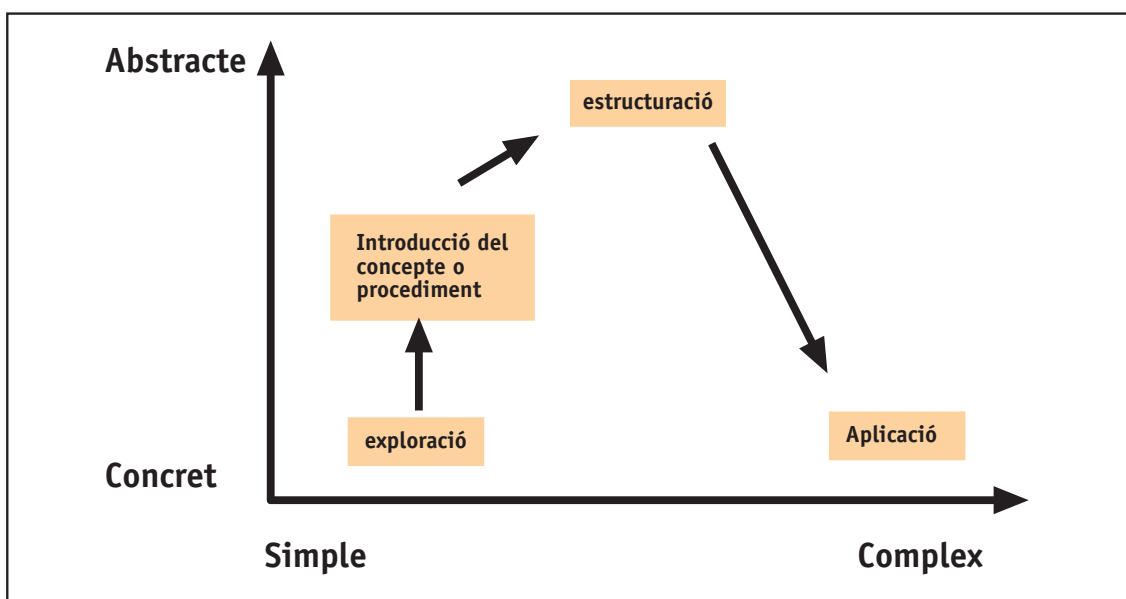 Abstracte
estructuració
Introducció del
concepte o
procediment
exploració
Aplicació
Concret
Simple
Complex